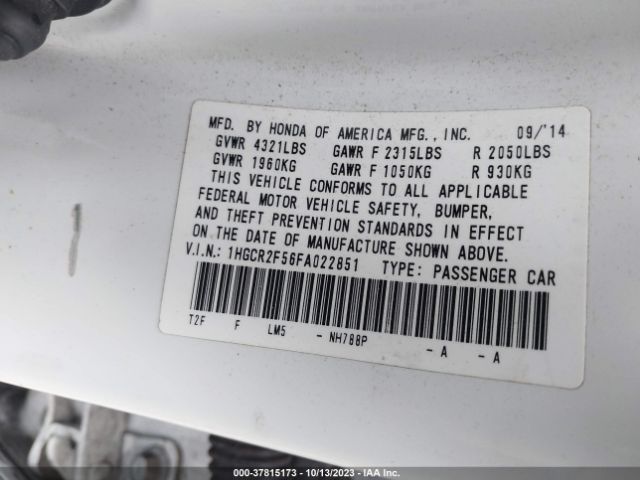 MFD. BY HONDA OF AMERICA MFG., INC. 09/'14
GVWR 4321LBS GAWR F 2315LBS R 2050LBS
GVWR 1960KG GAWR F 1050KG R 930KG
THIS VEHICLE CONFORMS TO ALL APPLICABLE
FEDERAL MOTOR VEHICLE SAFETY, BUMPER,
AND THEFT PREVENTION STANDARDS IN EFFECT
ON THE DATE OF MANUFACTURE SHOWN ABOVE.
V.I.N.: 1HGCR2F56FA022851 TYPE: PASSENGER CAR
T2F F LM5 - NH788P - A - A
000-37815173 | 10/13/2023 - IAA